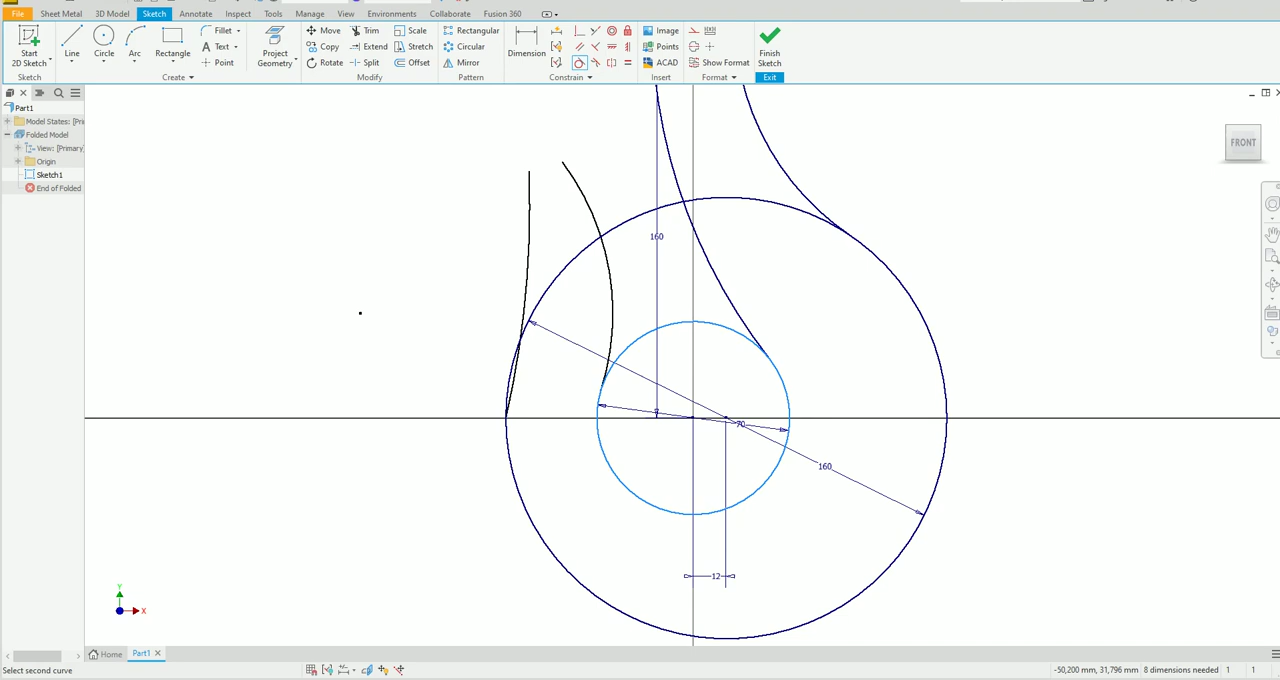 File Sheet Metal 3D Model Sketch Annotate Inspect Tools Manage View Environments Collaborate Fusion 360
Start
2D Sketch
Line
Circle
Arc
Rectangle
Fillet
Text
Point
Project
Geometry
Move
Copy
Rotate
Trim
Extend
Split
Scale
Stretch
Offset
Rectangular
Circular
Mirror
Dimension
Image
Points
ACAD
Show Format
Finish
Sketch
Sketch Create Modify Pattern Constrain Insert Format Exit
Part1
Model States: [Pri
Folded Model
View: [Primary]
Origin
Sketch1
End of Folded
FRONT
160
70
160
12
Y
X
Home Part1
Select second curve
-50,200 mm, 31,796 mm 8 dimensions needed 1 1